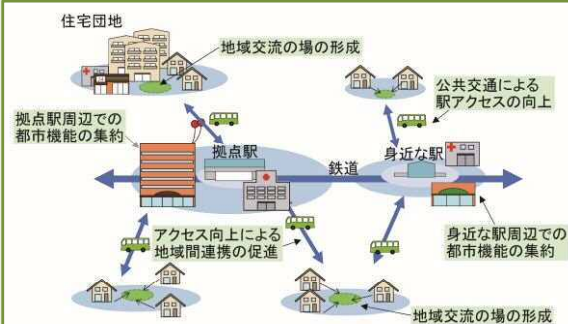 住宅団地
地域交流の場の形成
公共交通による
駅アクセスの向上
拠点駅周辺での
都市機能の集約
拠点駅
身近な駅
鉄道
アクセス向上による
地域間連携の促進
身近な駅周辺での
都市機能の集約
地域交流の場の形成